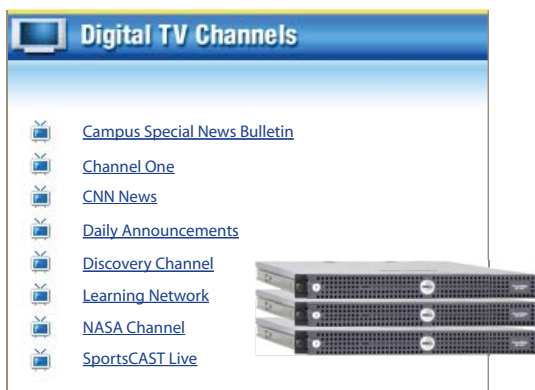 Digital TV Channels
Campus Special News Bulletin
Channel One
CNN News
Daily Announcements
Discovery Channel
Learning Network
NASA Channel
SportsCAST Live